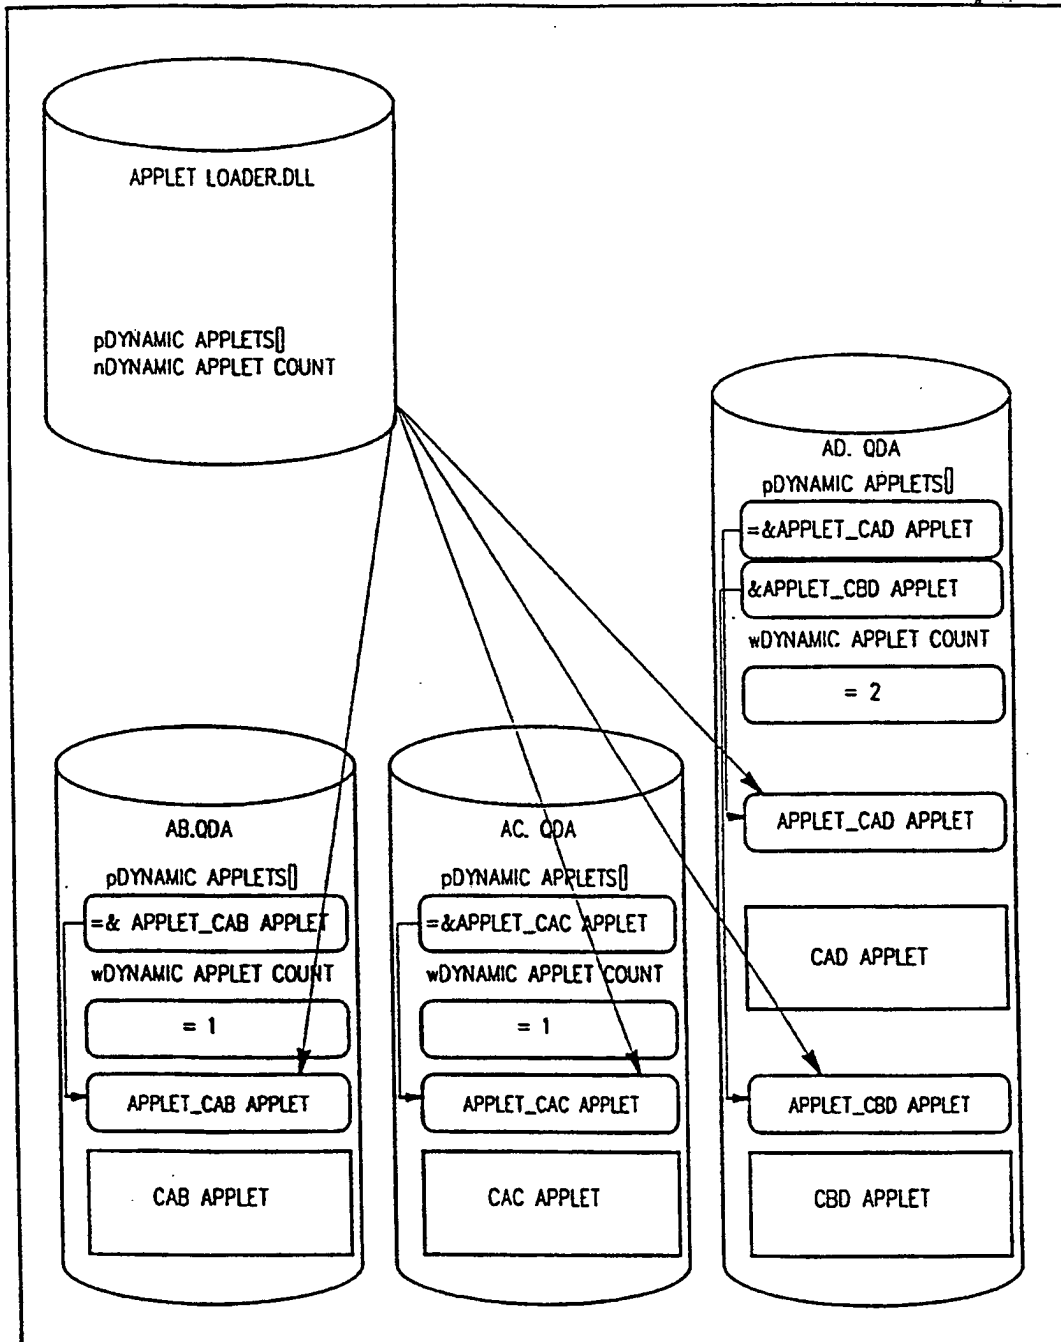 APPLET LOADER.DLL
pDYNAMIC APPLETS[]
nDYNAMIC APPLET COUNT
AD. QDA
pDYNAMIC APPLETS[]
=&APPLET_CAD APPLET
&APPLET_CBD APPLET
wDYNAMIC APPLET COUNT
= 2
APPLET_CAD APPLET
CAD APPLET
APPLET_CBD APPLET
CBD APPLET
AB.QDA
pDYNAMIC APPLETS[]
=& APPLET_CAB APPLET
wDYNAMIC APPLET COUNT
= 1
APPLET_CAB APPLET
CAB APPLET
AC. QDA
pDYNAMIC APPLETS[]
=&APPLET_CAC APPLET
wDYNAMIC APPLET COUNT
= 1
APPLET_CAC APPLET
CAC APPLET